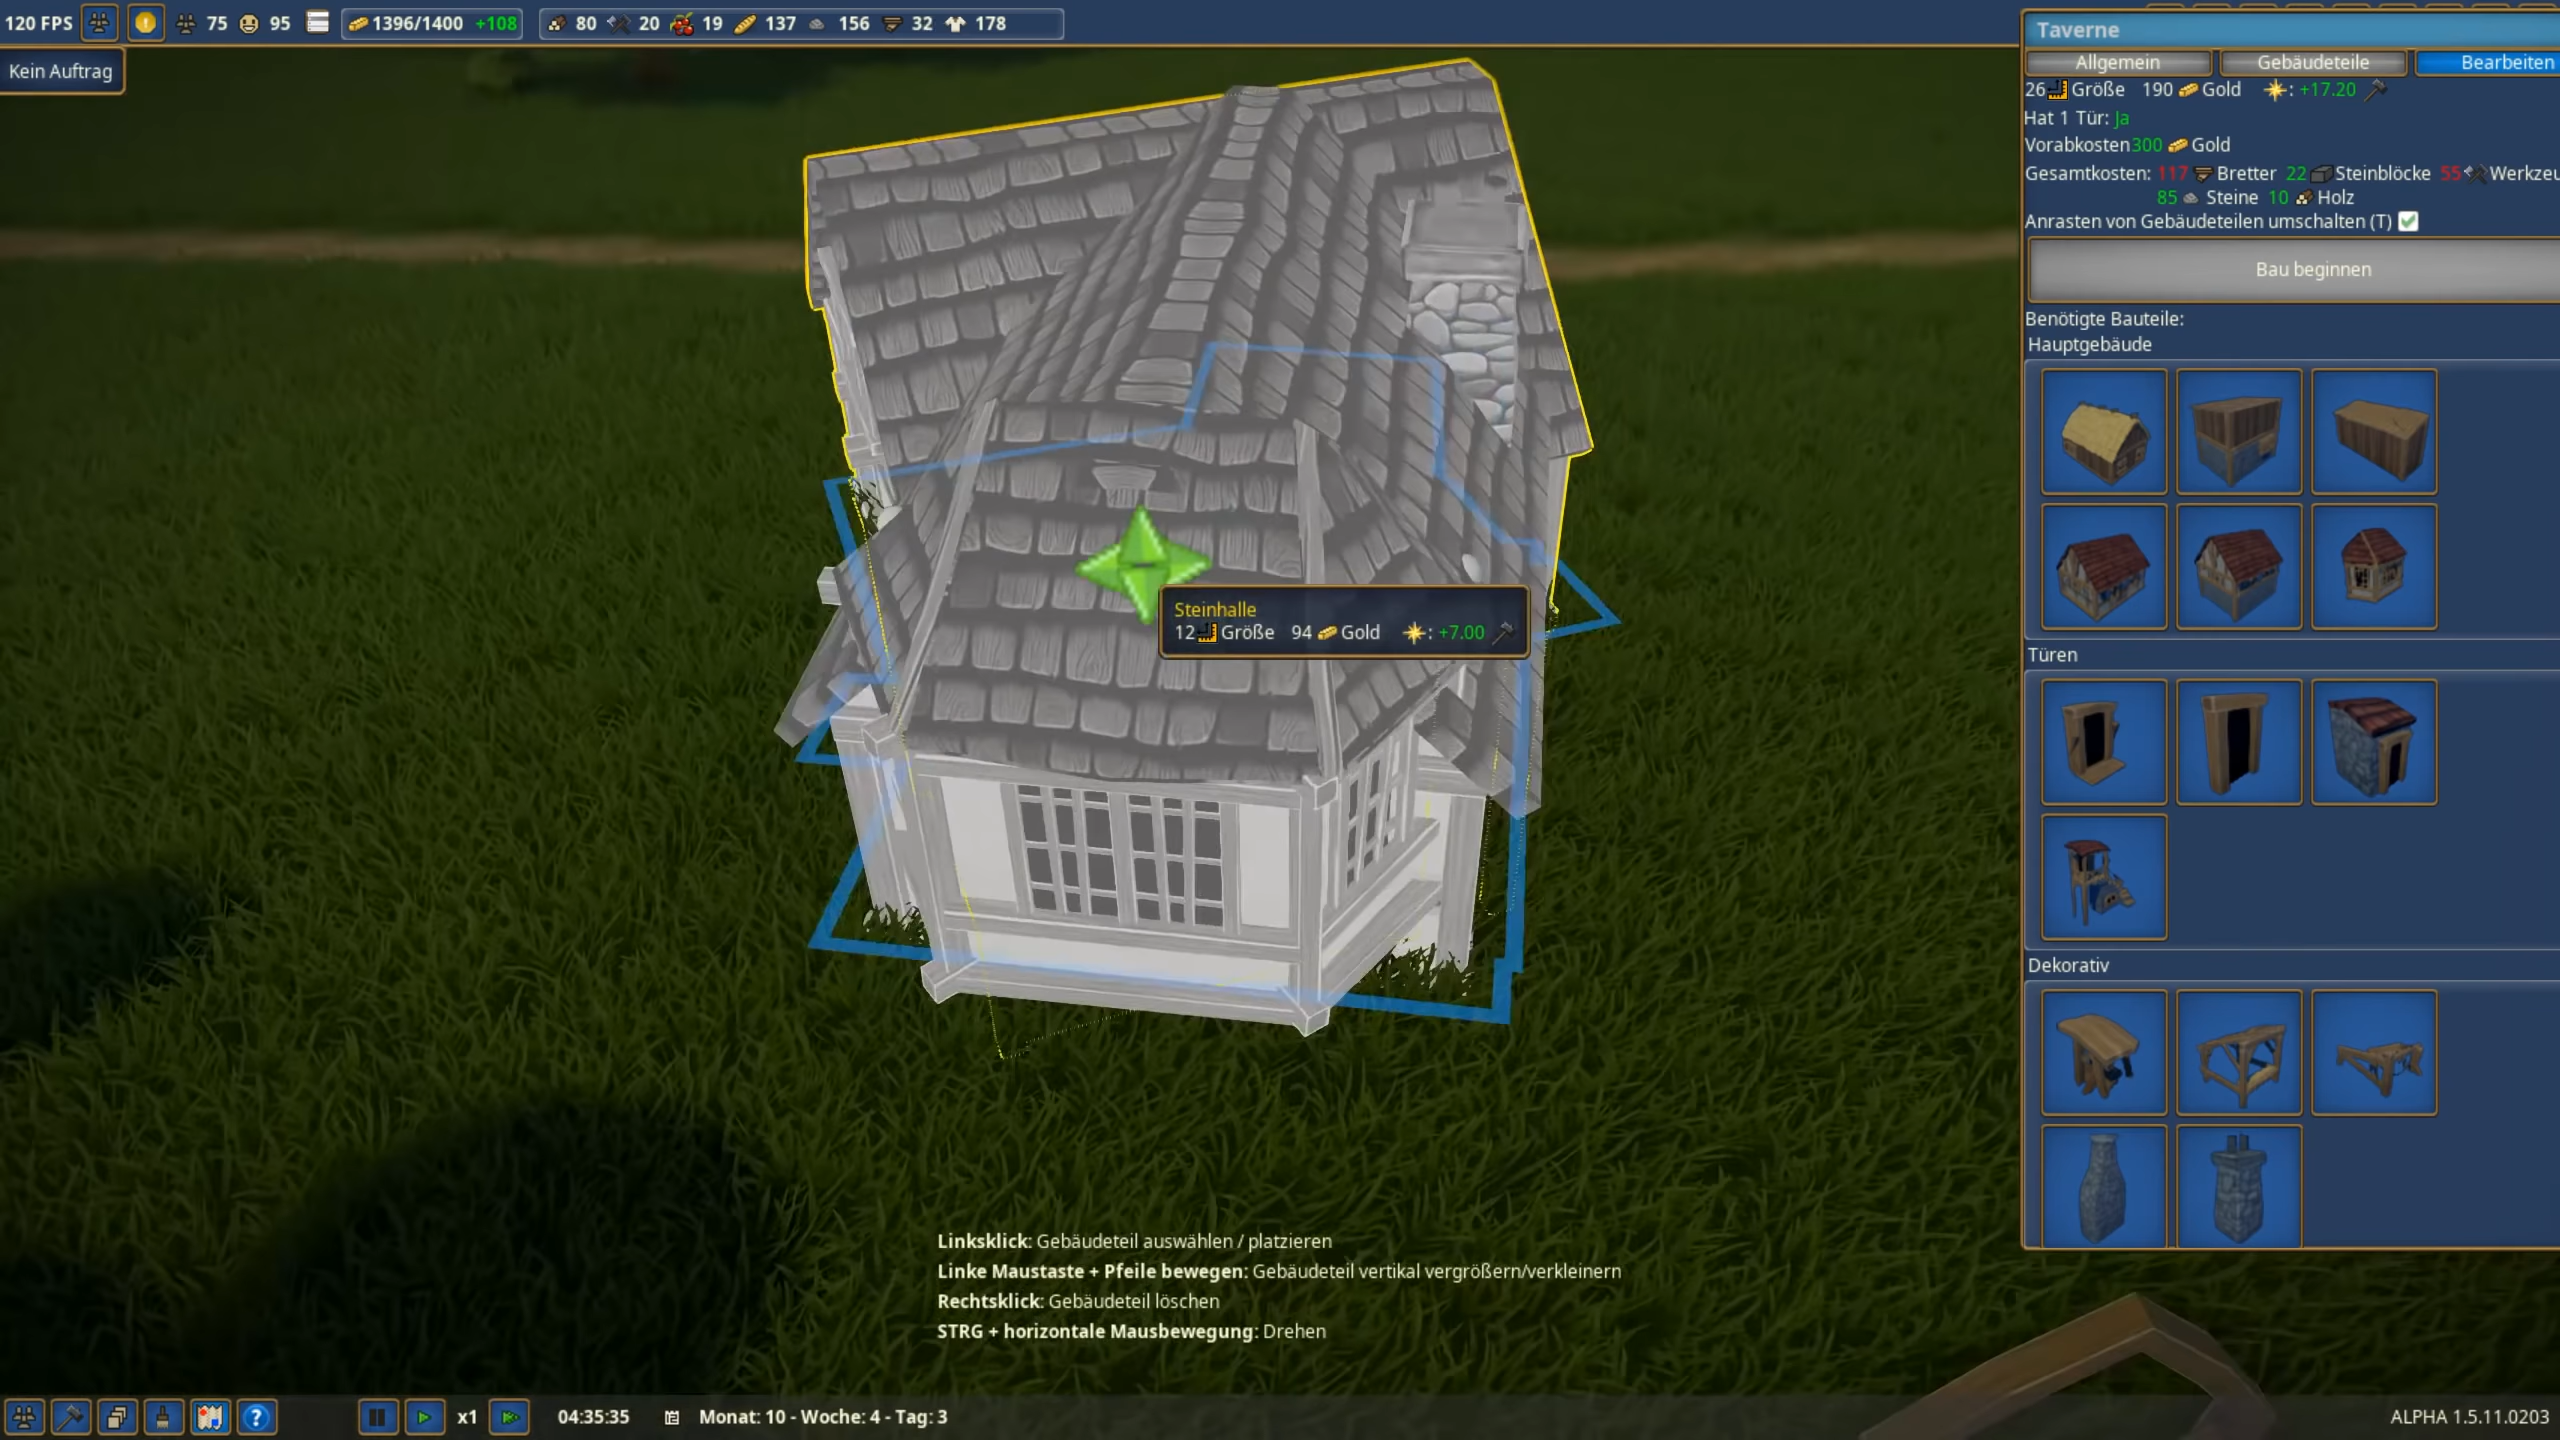 120 FPS 75 95 1396/1400 +108 80 20 19 137 156 32 178
Kein Auftrag
Taverne
Allgemein Gebäudeteile Bearbeiten
26 Größe 190 Gold : +17.20
Hat 1 Tür: Ja
Vorabkosten300 Gold
Gesamtkosten: 117 Bretter 22 Steinblöcke 55 Werkzeu
85 Steine 10 Holz
Anrasten von Gebäudeteilen umschalten (T)
Bau beginnen
Benötigte Bauteile:
Hauptgebäude
Steinhalle
12 Größe 94 Gold : +7.00
Türen
Dekorativ
Linksklick: Gebäudeteil auswählen / platzieren
Linke Maustaste + Pfeile bewegen: Gebäudeteil vertikal vergrößern/verkleinern
Rechtsklick: Gebäudeteil löschen
STRG + horizontale Mausbewegung: Drehen
x1 04:35:35 Monat: 10 - Woche: 4 - Tag: 3
ALPHA 1.5.11.0203